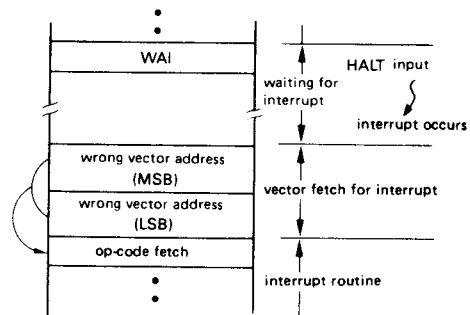 WAI
waiting for
interrupt
HALT input
interrupt occurs
wrong vector address
(MSB)
wrong vector address
(LSB)
vector fetch for interrupt
op-code fetch
interrupt routine